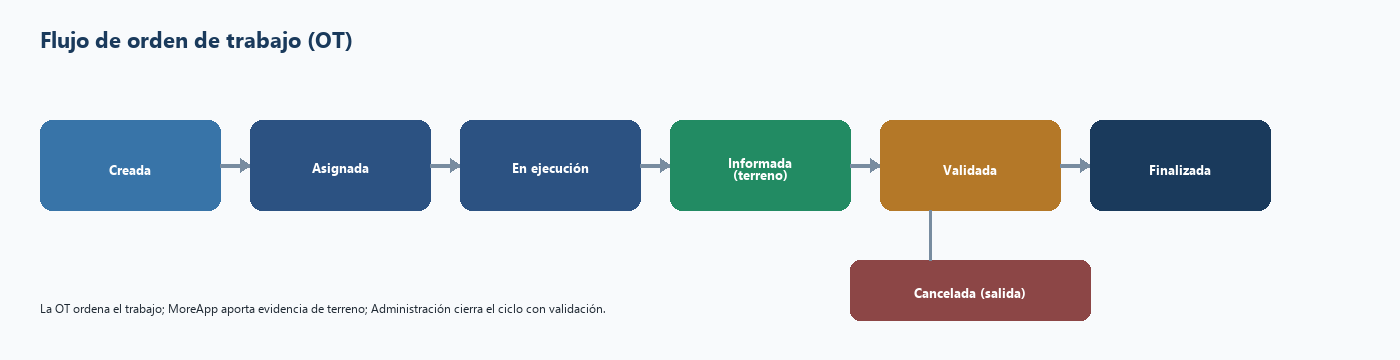 Flujo de orden de trabajo (OT)
Creada
Asignada
En ejecución
Informada
(terreno)
Validada
Finalizada
Cancelada (salida)
La OT ordena el trabajo; MoreApp aporta evidencia de terreno; Administración cierra el ciclo con validación.